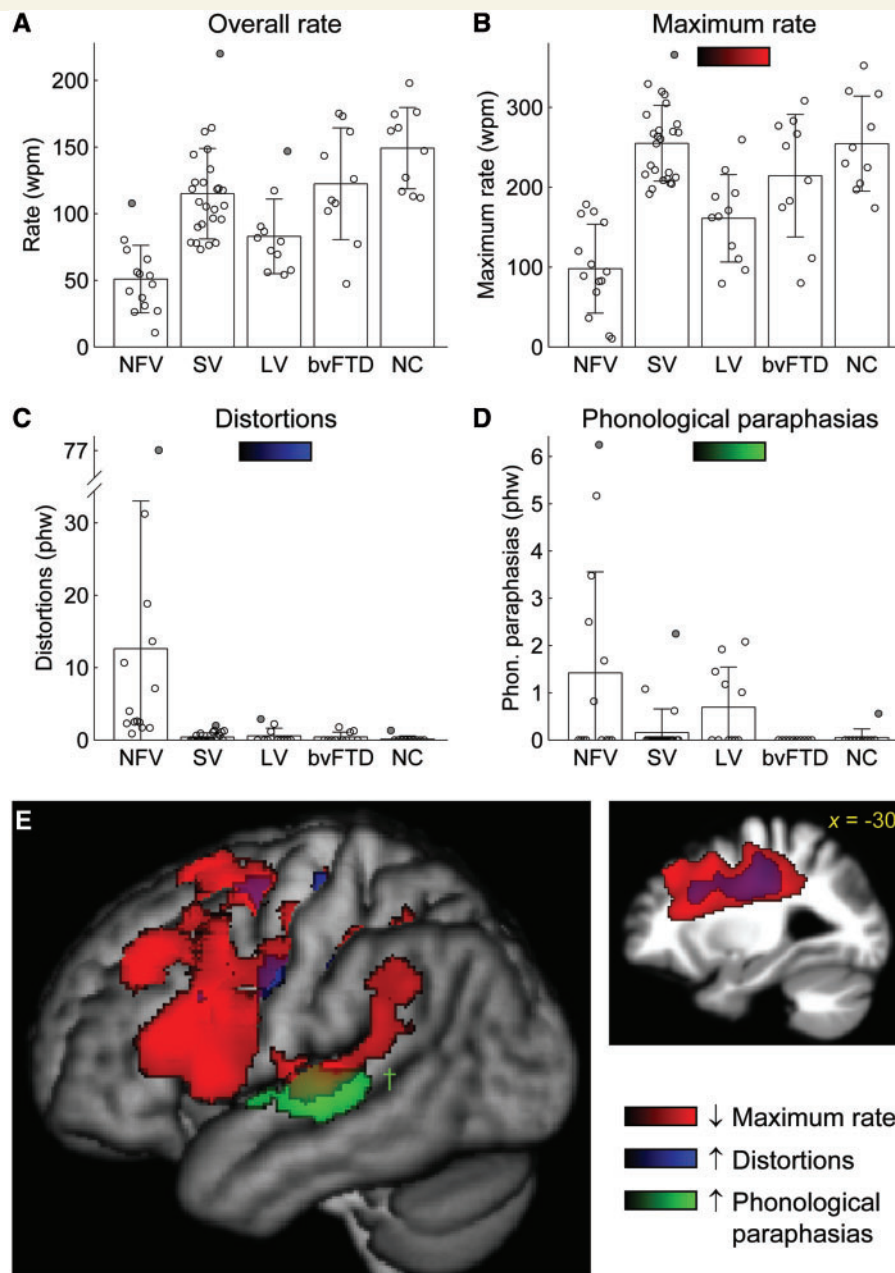 A Overall rate
Rate (wpm)
200
150
100
50
0
NFV SV LV bvFTD NC
B Maximum rate
Maximum rate (wpm)
300
200
100
0
NFV SV LV bvFTD NC
C Distortions
Distortions (phw)
77
30
20
10
0
NFV SV LV bvFTD NC
D Phonological paraphasias
Phon. paraphasias (phw)
6
5
4
3
2
1
0
NFV SV LV bvFTD NC
E
†
x = -30
↓ Maximum rate
↑ Distortions
↑ Phonological
paraphasias